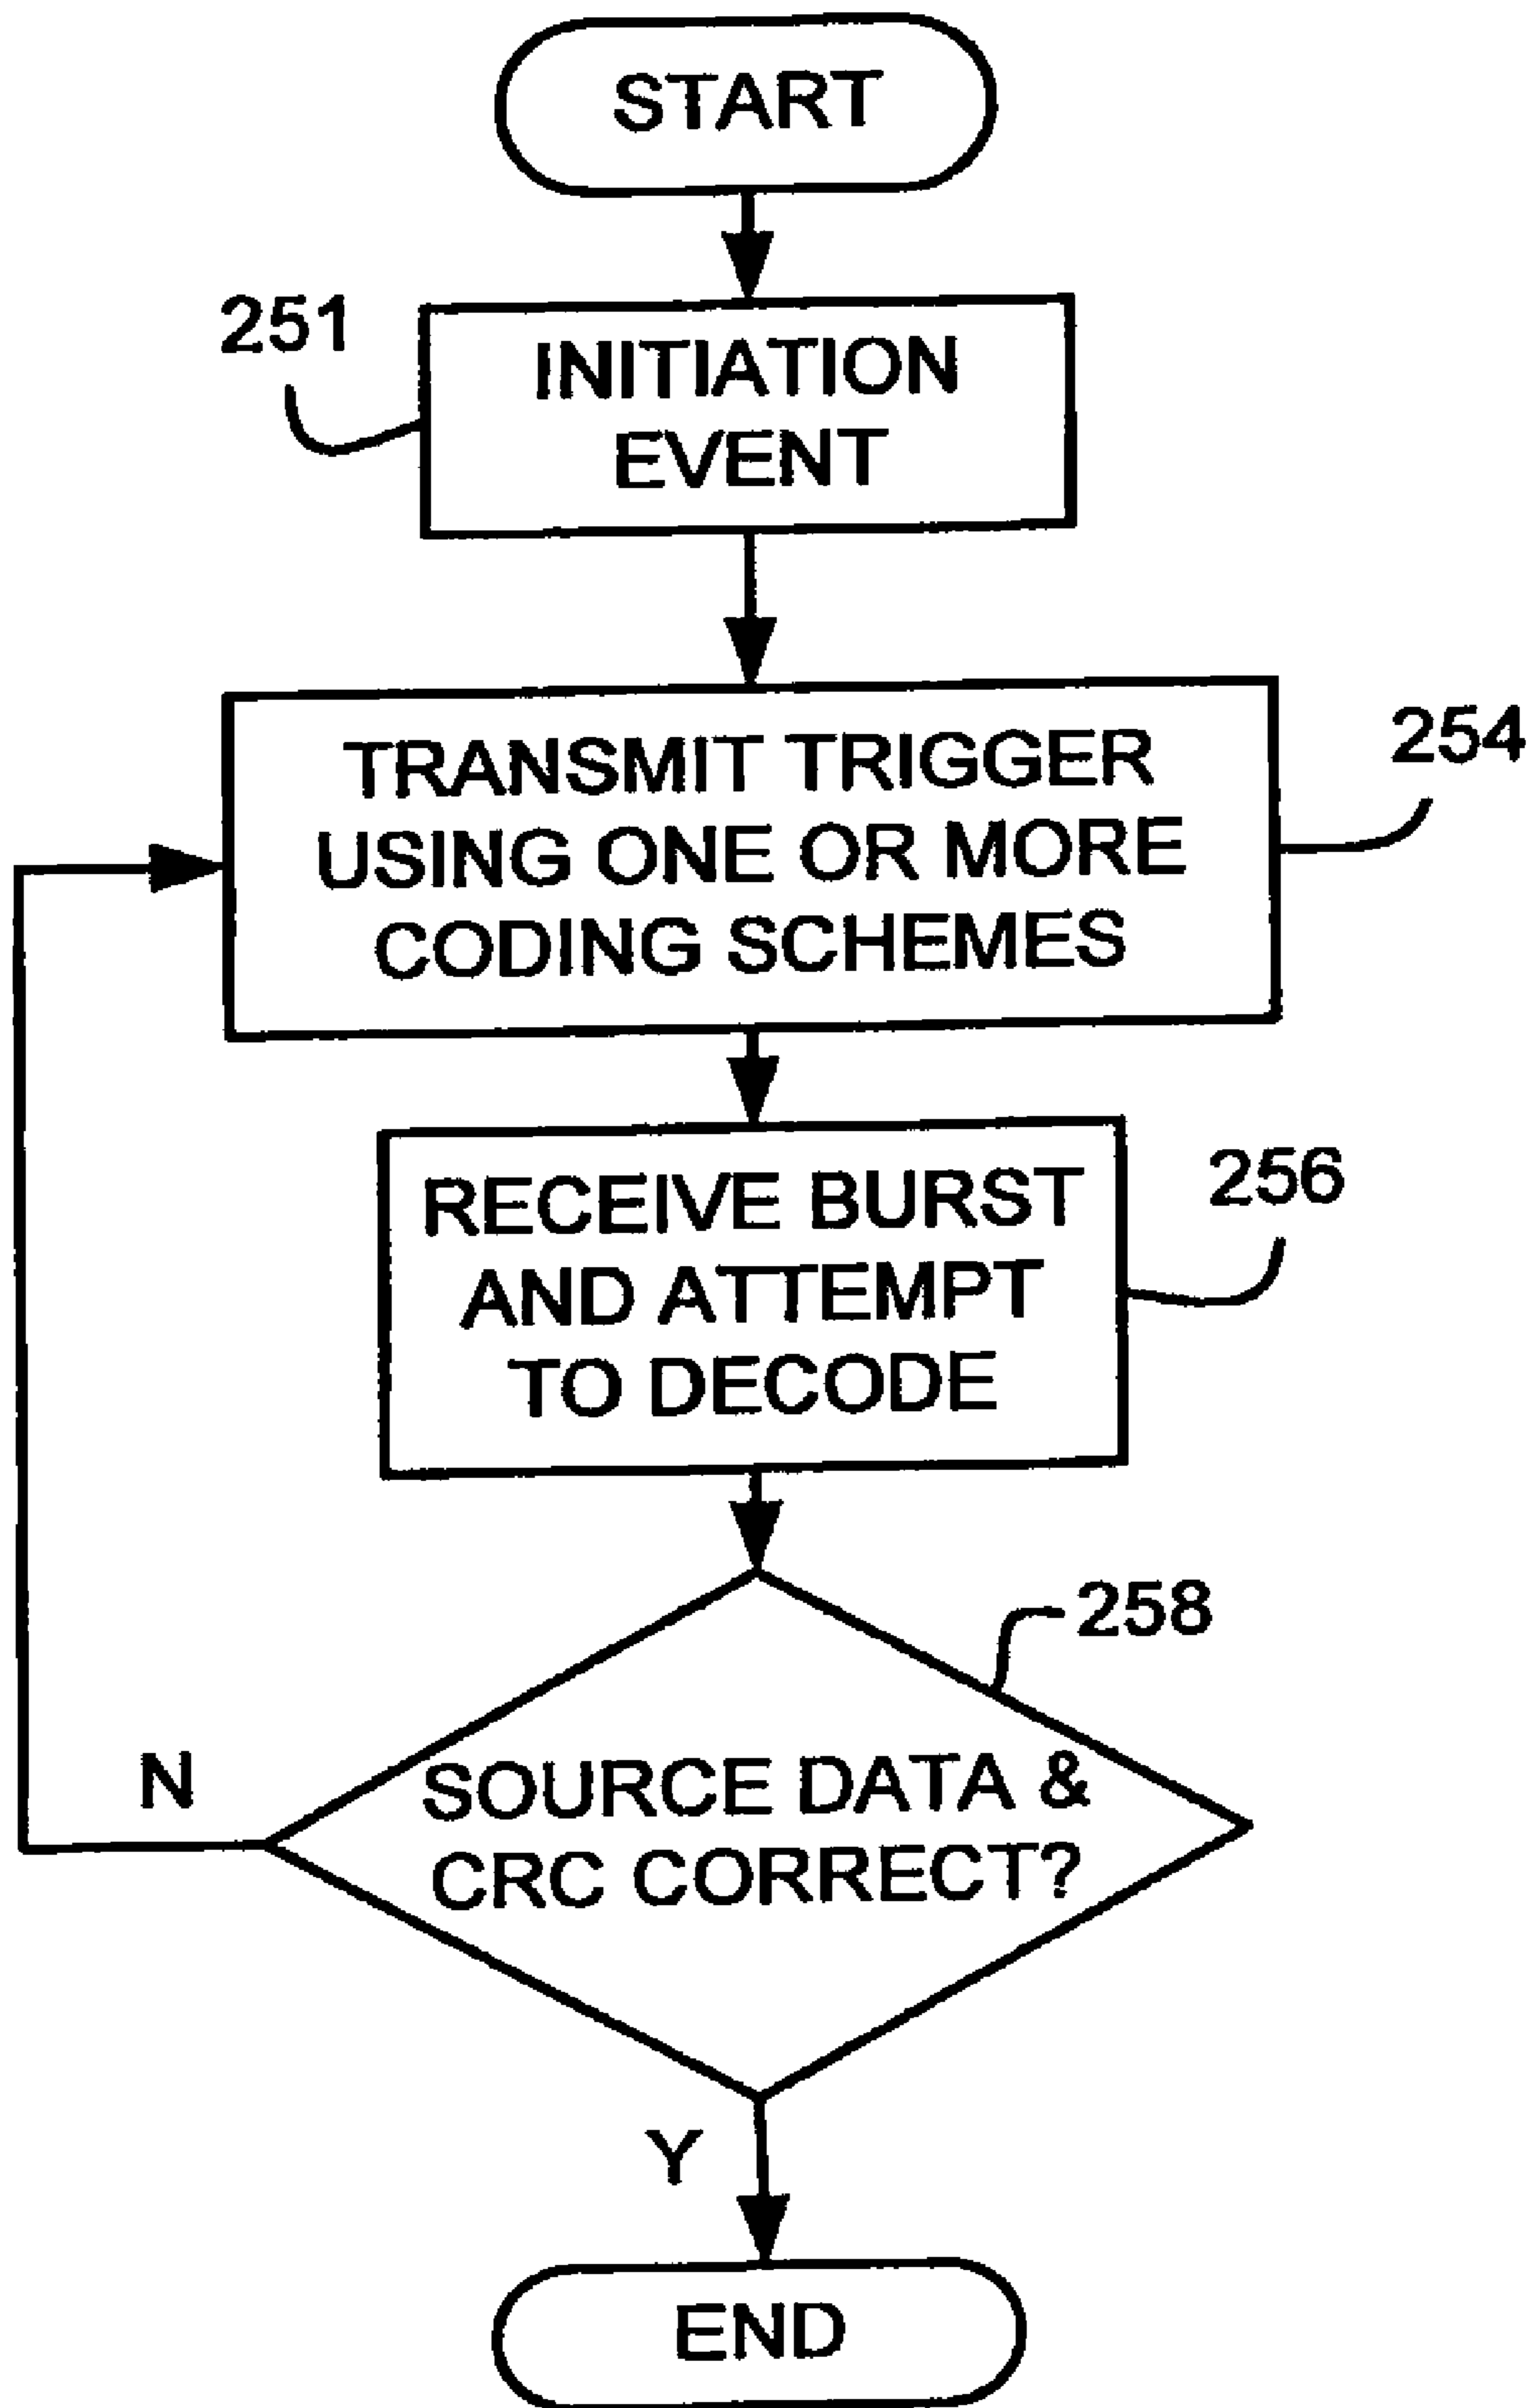 START
251
INITIATION
EVENT
254
TRANSMIT TRIGGER
USING ONE OR MORE
CODING SCHEMES
256
RECEIVE BURST
AND ATTEMPT
TO DECODE
258
SOURCE DATA &
CRC CORRECT?
N
Y
END